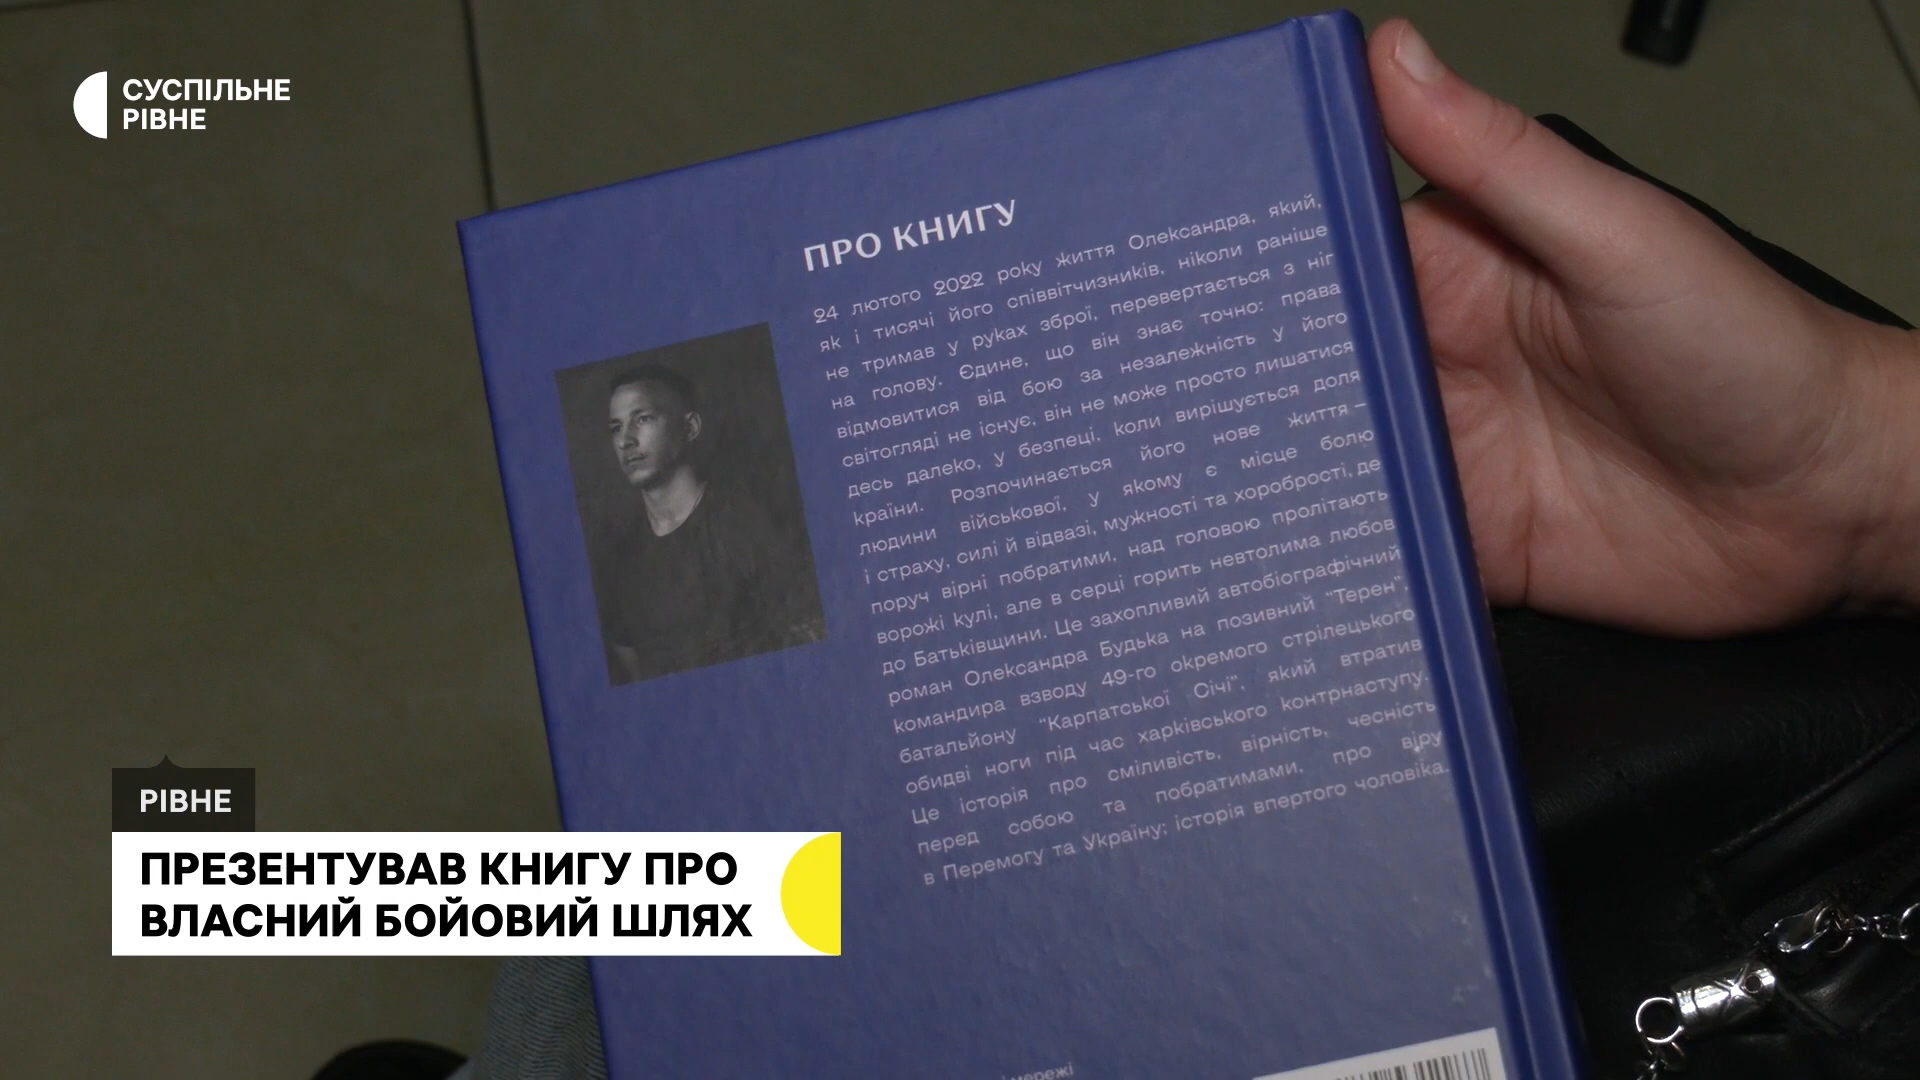 СУСПІЛЬНЕ
РІВНЕ
ПРО КНИГУ
24 лютого 2022 року життя Олександра, який,
як і тисячі його співвітчизників, ніколи раніше
не тримав у руках зброї, перевертається з ніг
на голову. Єдине, що він знає точно: права
відмовитися від бою за незалежність у його
світогляді не існує, він не може просто лишатися
десь далеко, у безпеці, коли вирішується доля
країни. Розпочинається його нове життя –
людини військової, у якому є місце болю
і страху, силі й відвазі, мужності та хоробрості, де
поруч вірні побратими, над головою пролітають
ворожі кулі, але в серці горить невтолима любов
до Батьківщини. Це захопливий автобіографічний
роман Олександра Будька на позивний "Терен",
командира взводу 49-го окремого стрілецького
батальйону "Карпатської Січі", який втратив
обидві ноги під час харківського контрнаступу.
Це історія про сміливість, вірність, чесність
перед собою та побратимами, про віру
в Перемогу та Україну; історія впертого чоловіка.
мережі
РІВНЕ
ПРЕЗЕНТУВАВ КНИГУ ПРО
ВЛАСНИЙ БОЙОВИЙ ШЛЯХ